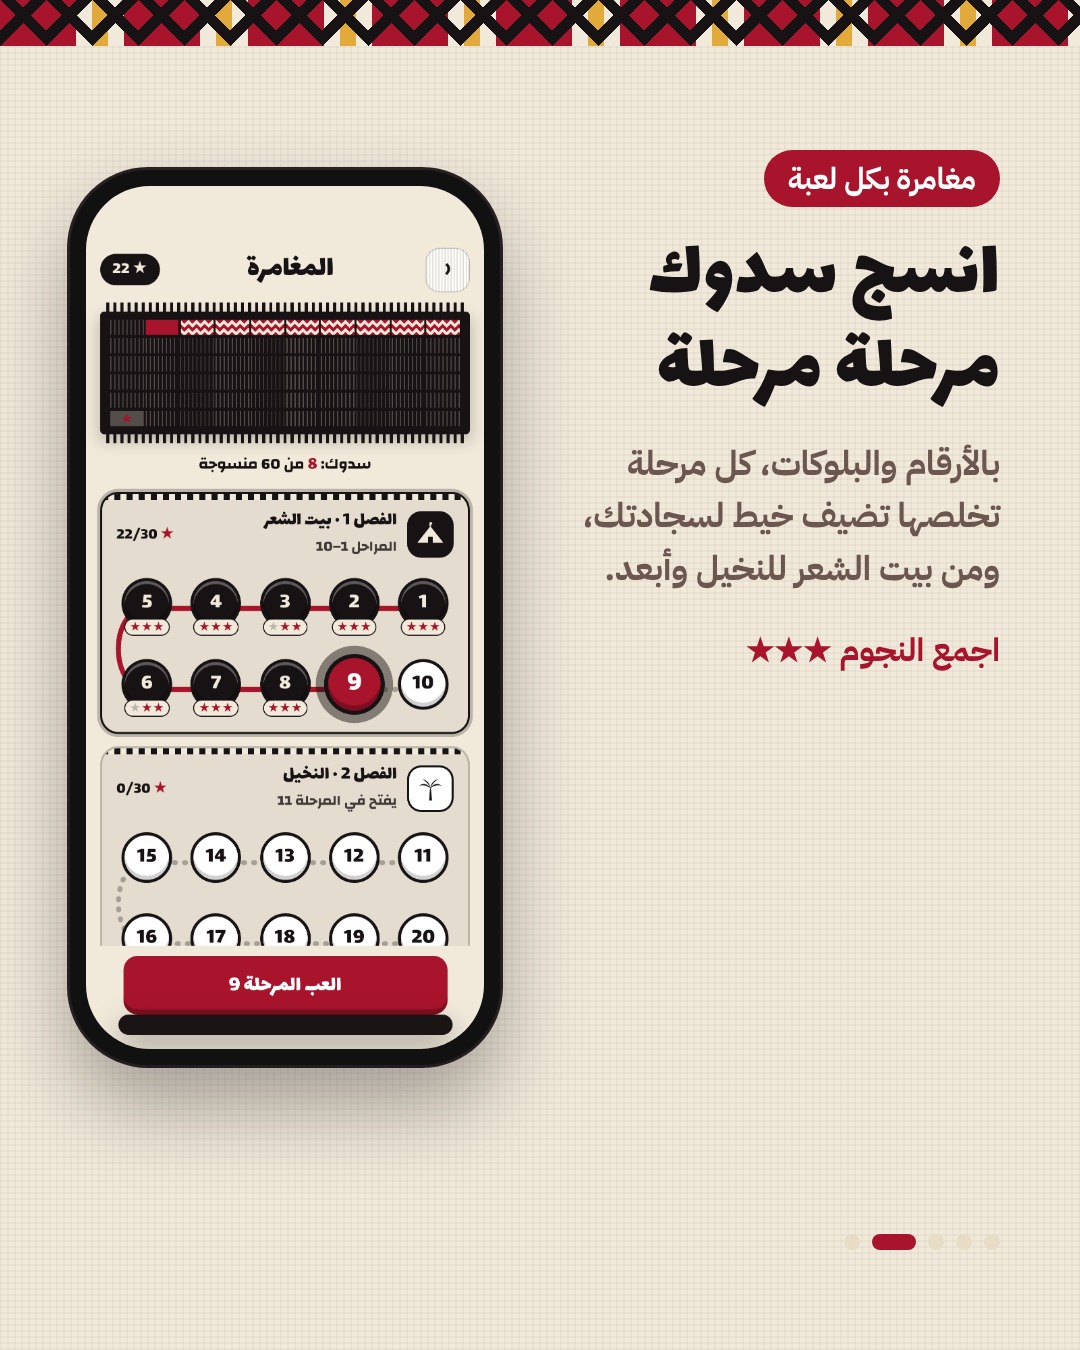 مغامرة بكل لعبة
انسج سدوك
مرحلة مرحلة
بالأرقام والبلوكات، كل مرحلة
تخلصها تضيف خيط لسجادتك،
ومن بيت الشعر للنخيل وأبعد.
اجمع النجوم ★★★
المغامرة
★ 22
سدوك: 8 من 60 منسوجة
الفصل 1 · بيت الشعر
المراحل 1–10
★ 22/30
1 2 3 4 5
10 9 8 7 6
الفصل 2 · النخيل
يفتح في المرحلة 11
★ 0/30
11 12 13 14 15
20 19 18 17 16
العب المرحلة 9